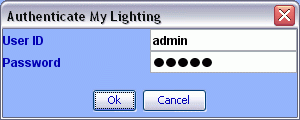 Authenticate My Lighting
User ID admin
Password ●●●●●
Ok Cancel